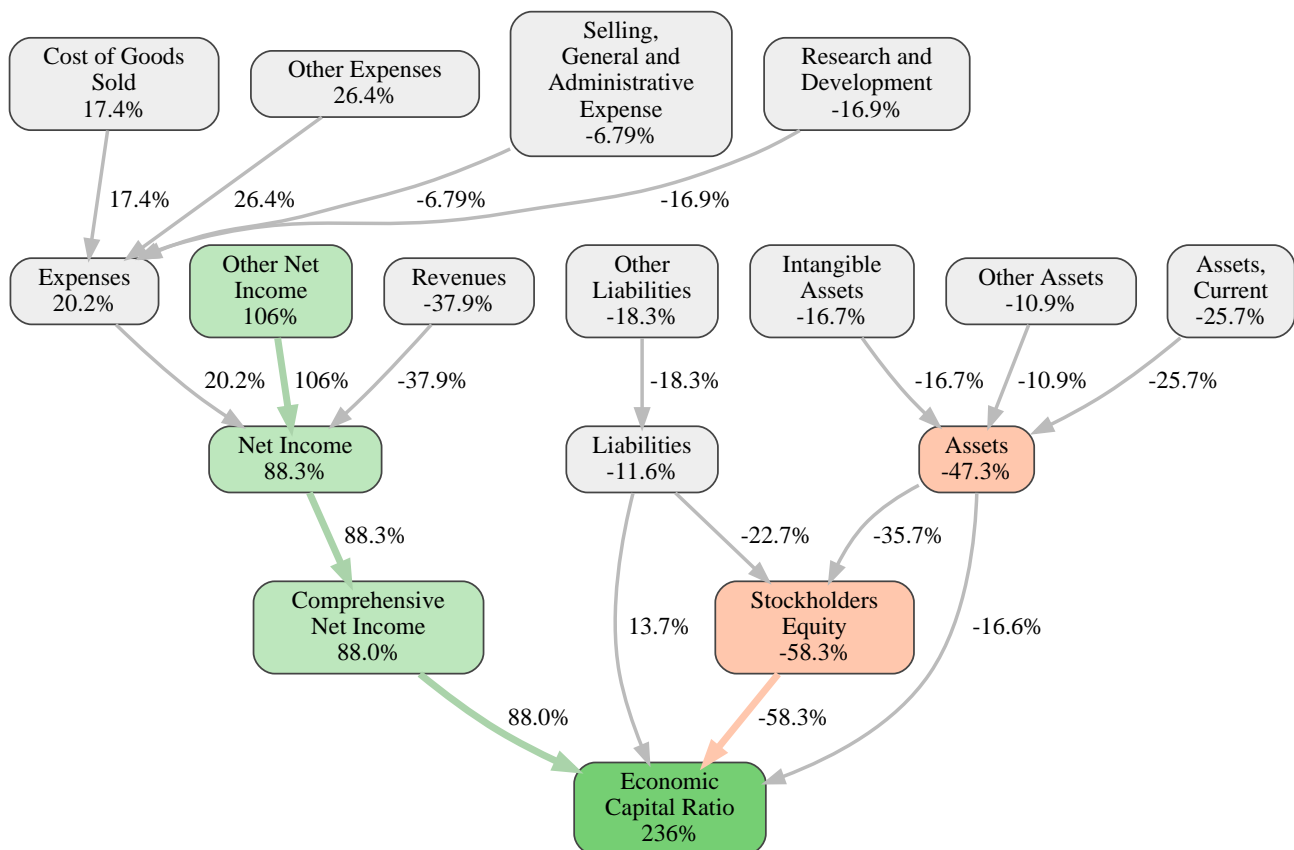 Cost of Goods
Sold
17.4%
Other Expenses
26.4%
Selling,
General and
Administrative
Expense
-6.79%
Research and
Development
-16.9%
17.4%
26.4%
-6.79%
-16.9%
Expenses
20.2%
Other Net
Income
106%
Revenues
-37.9%
Other
Liabilities
-18.3%
Intangible
Assets
-16.7%
Other Assets
-10.9%
Assets,
Current
-25.7%
20.2%
106%
-37.9%
-18.3%
-16.7%
-10.9%
-25.7%
Net Income
88.3%
Liabilities
-11.6%
Assets
-47.3%
88.3%
-22.7%
-35.7%
Comprehensive
Net Income
88.0%
13.7%
Stockholders
Equity
-58.3%
-16.6%
88.0%
-58.3%
Economic
Capital Ratio
236%